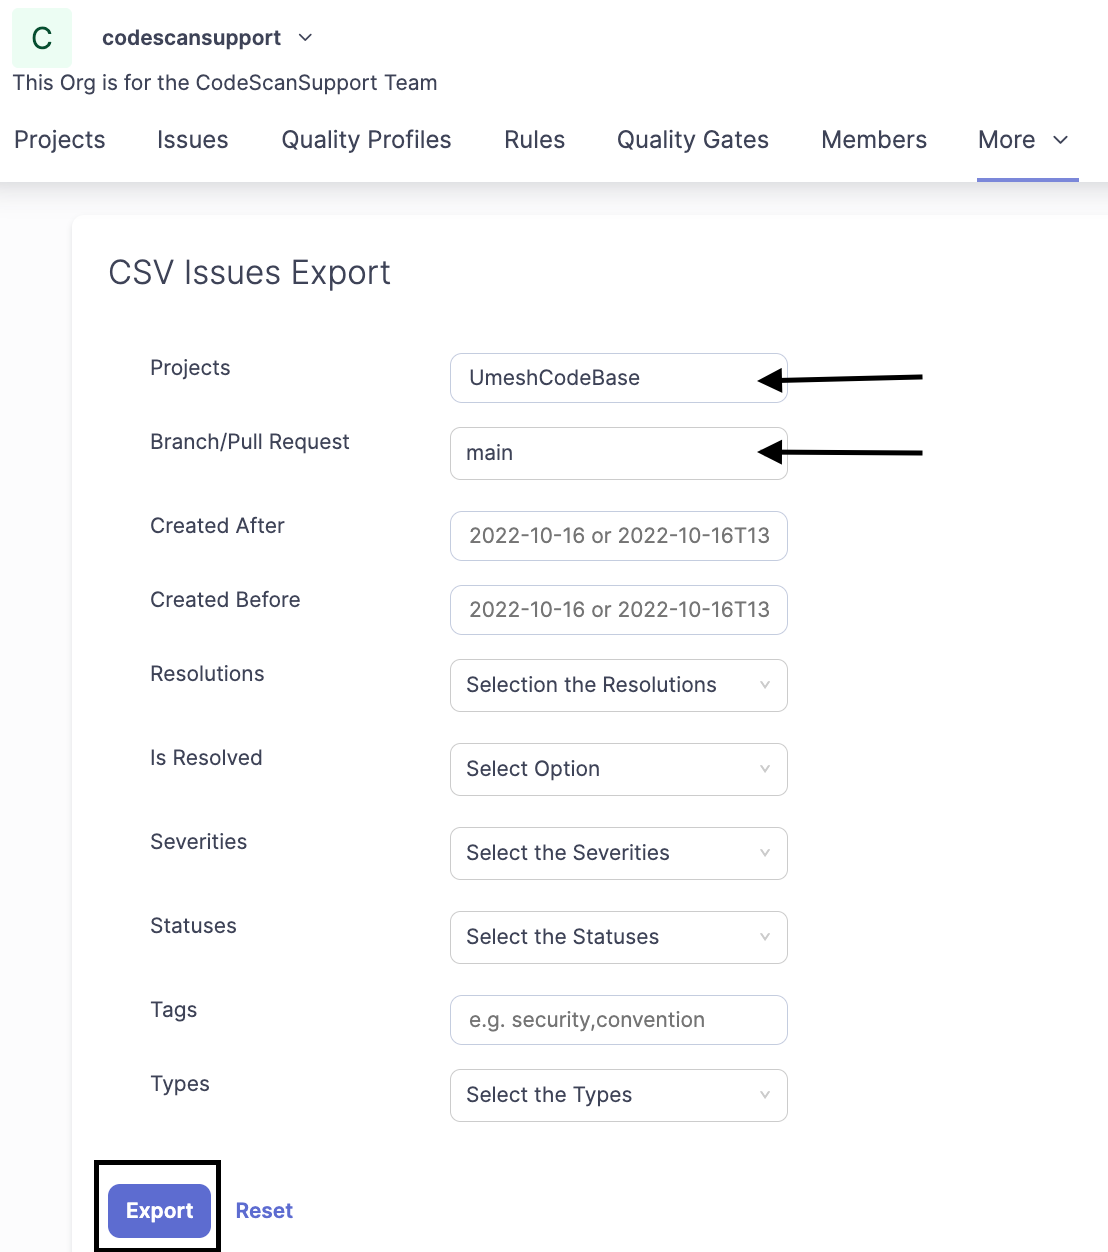 C
codescansupport
This Org is for the CodeScanSupport Team
Projects Issues Quality Profiles Rules Quality Gates Members More
CSV Issues Export
Projects UmeshCodeBase
Branch/Pull Request main
Created After 2022-10-16 or 2022-10-16T13
Created Before 2022-10-16 or 2022-10-16T13
Resolutions Selection the Resolutions
Is Resolved Select Option
Severities Select the Severities
Statuses Select the Statuses
Tags e.g. security,convention
Types Select the Types
Export Reset